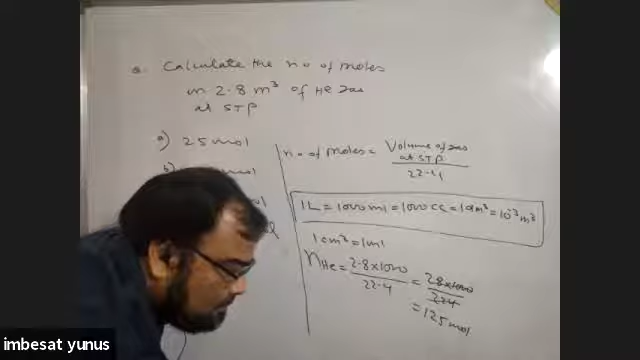 Q. Calculate the no of moles
in 2.8 m³ of He gas
at STP
a) 25 mol
b) mol
no of moles = Volume of gas
at STP
22.4
1L = 1000 ml = 1000 cc = 1 dm³ = 10⁻³ m³
1 cm³ = 1 ml
nHe = 2.8 x 1000 / 22.4 = 28 x 1000 / 224
= 125 mol
imbesat yunus